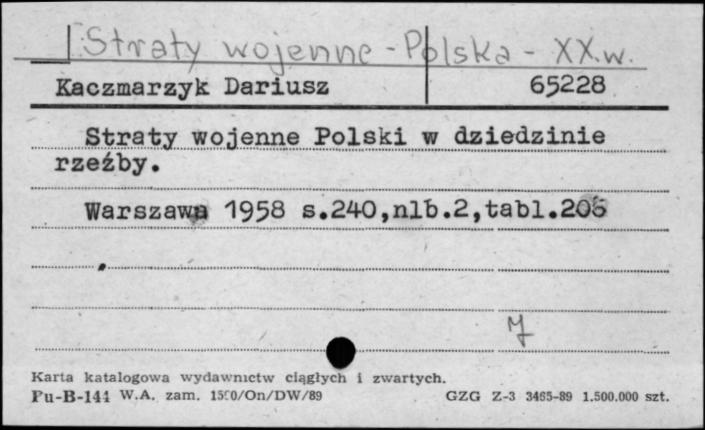 Straty wojenne - Polska - XX w.
Kaczmarzyk Dariusz 65228
Straty wojenne Polski w dziedzinie
rzeźby.
Warszawa 1958 s.240,nlb.2,tabl.206
Karta katalogowa wydawnictw ciągłych i zwartych.
Pu-B-144 W.A. zam. /On/DW/89 GZG Z-3 3465-89 1.500.000 szt.